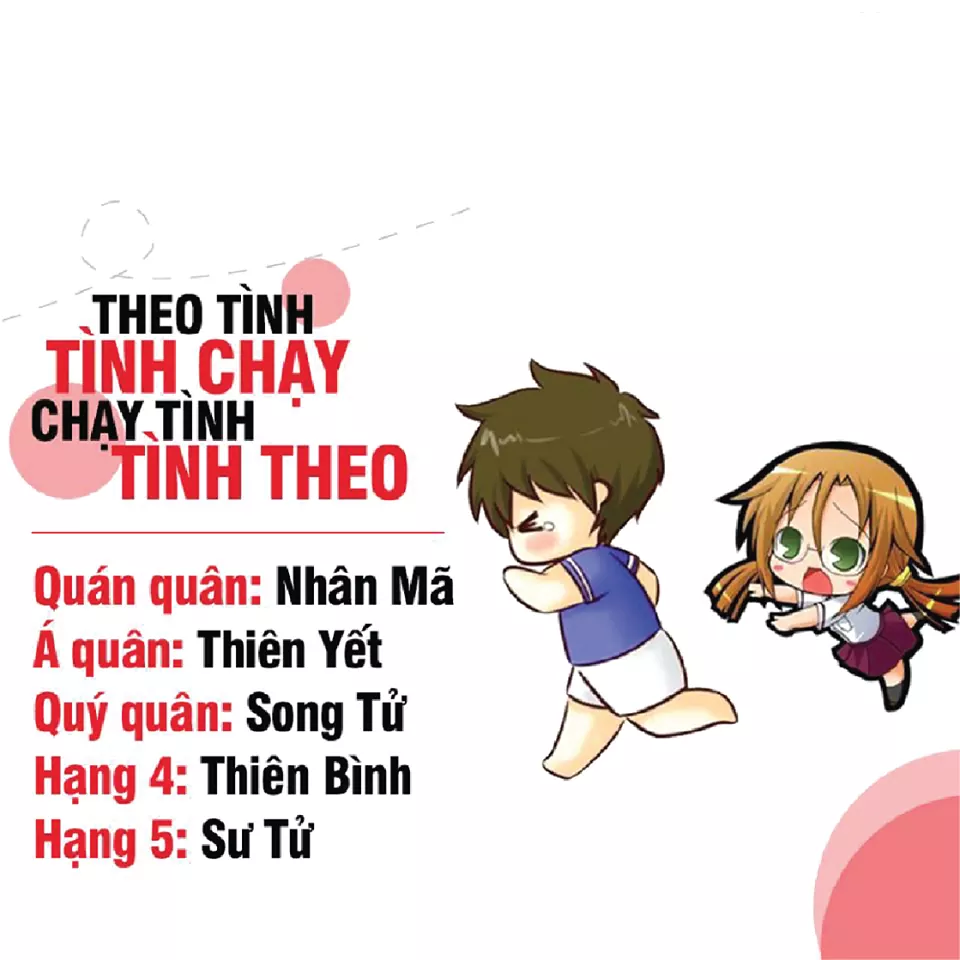 THEO TÌNH
TÌNH CHẠY
CHẠY TÌNH
TÌNH THEO
Quán quân: Nhân Mã
Á quân: Thiên Yết
Quý quân: Song Tử
Hạng 4: Thiên Bình
Hạng 5: Sư Tử